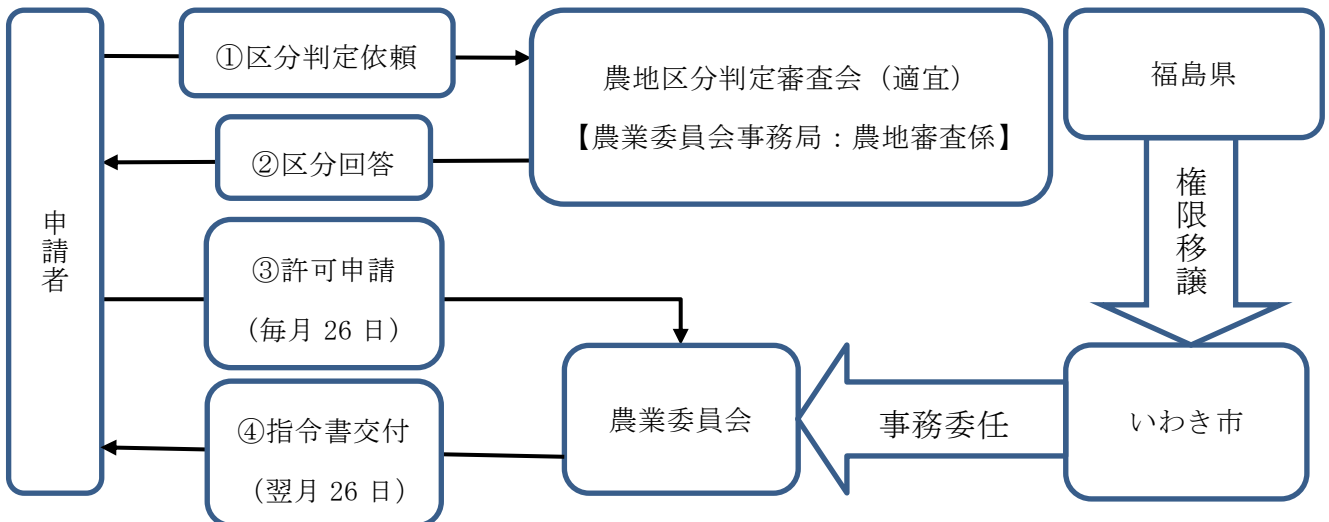 申請者
①区分判定依頼
農地区分判定審査会（適宜）
【農業委員会事務局：農地審査係】
福島県
②区分回答
権限移譲
③許可申請
（毎月 26 日）
農業委員会
事務委任
いわき市
④指令書交付
（翌月 26 日）